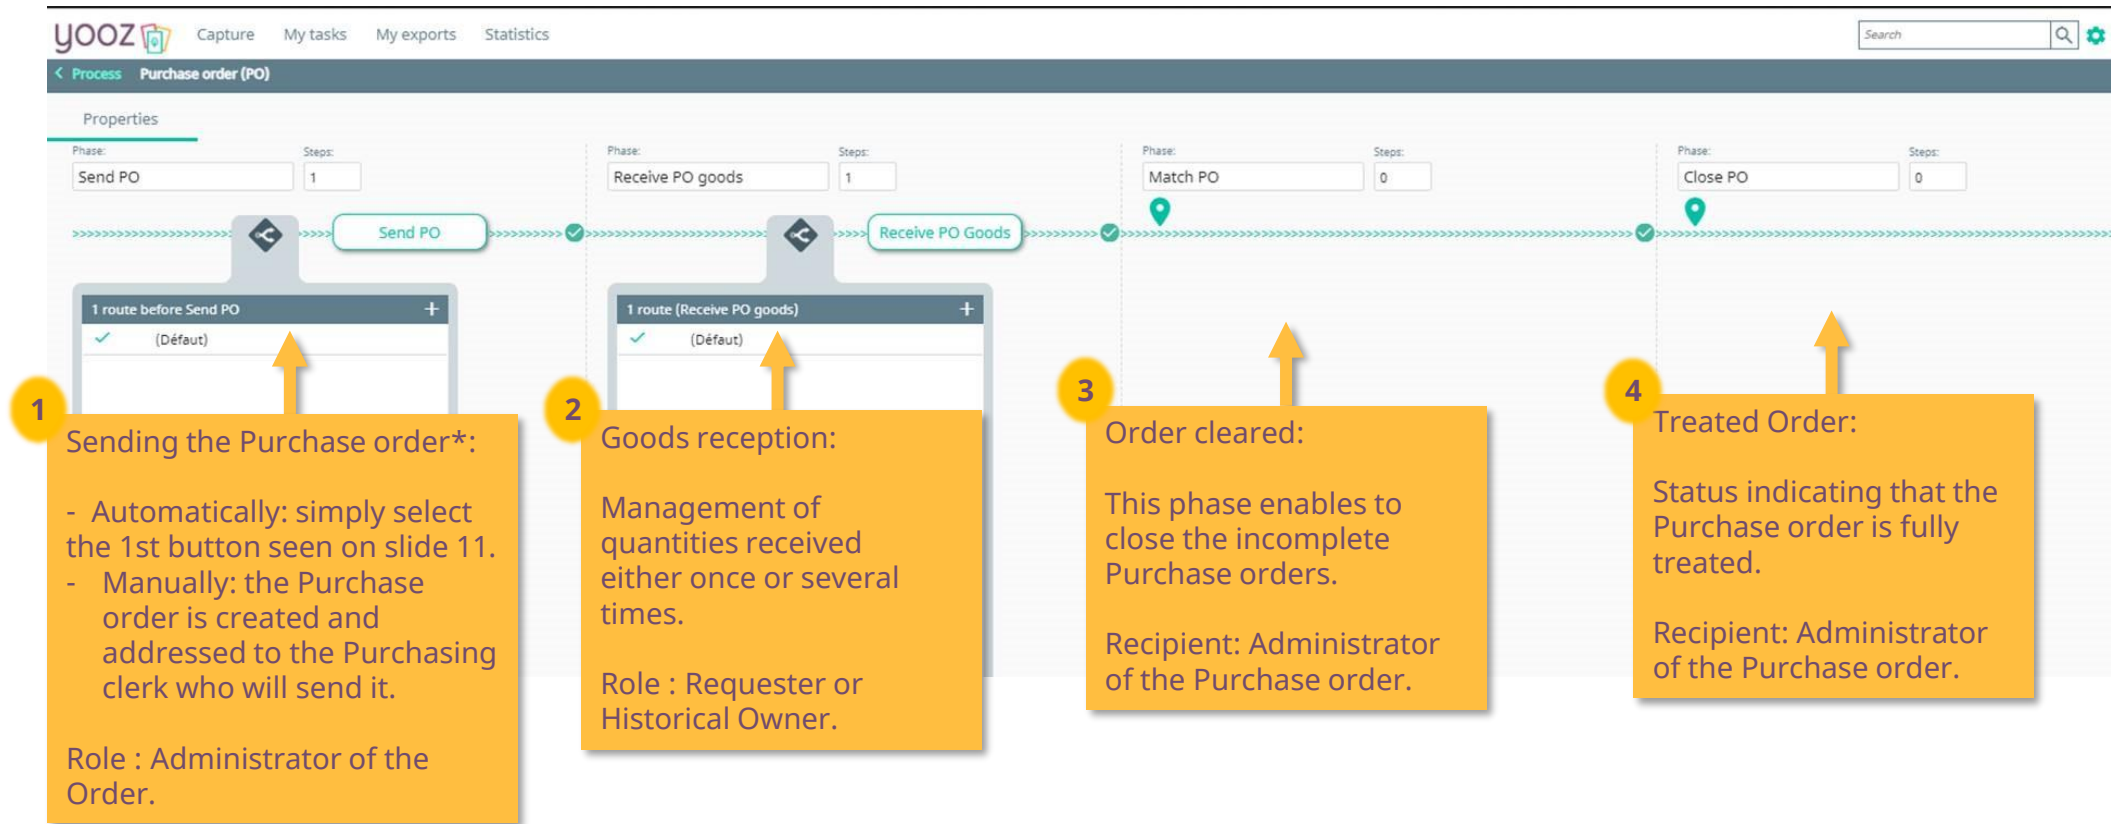 yooz Capture My tasks My exports Statistics Search
< Process Purchase order (PO)
Properties
Phase: Steps: Phase: Steps: Phase: Steps: Phase: Steps:
Send PO 1 Receive PO goods 1 Match PO 0 Close PO 0
Send PO Receive PO Goods
1 route before Send PO +
(Défaut)
1 route (Receive PO goods) +
(Défaut)
1
Sending the Purchase order*:
- Automatically: simply select
the 1st button seen on slide 11.
- Manually: the Purchase
order is created and
addressed to the Purchasing
clerk who will send it.
Role : Administrator of the
Order.
2
Goods reception:
Management of
quantities received
either once or several
times.
Role : Requester or
Historical Owner.
3
Order cleared:
This phase enables to
close the incomplete
Purchase orders.
Recipient: Administrator
of the Purchase order.
4
Treated Order:
Status indicating that the
Purchase order is fully
treated.
Recipient: Administrator
of the Purchase order.